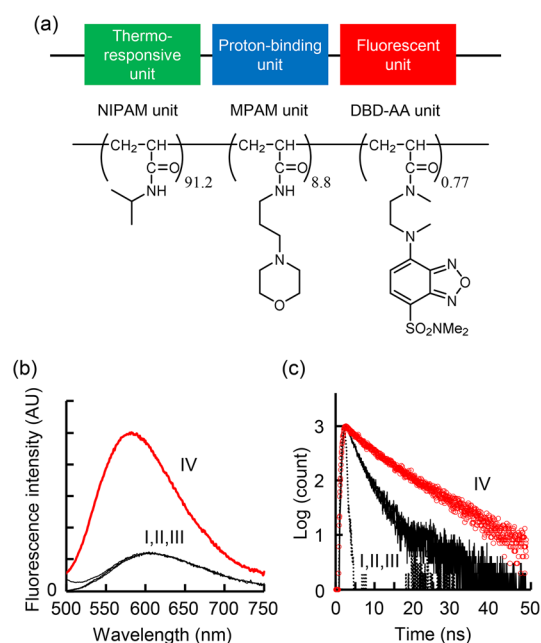 (a)
Thermo-
responsive
unit
Proton-binding
unit
Fluorescent
unit
NIPAM unit
MPAM unit
DBD-AA unit
CH2-CH
C=O
NH
91.2
CH2-CH
C=O
NH
8.8
N
O
CH2-CH
C=O
N
0.77
N
N
O
N
SO2NMe2
(b)
Fluorescence intensity (AU)
IV
I,II,III
0
500 550 600 650 700 750
Wavelength (nm)
(c)
Log (count)
3
2
1
0
IV
I,II,III
0 10 20 30 40 50
Time (ns)